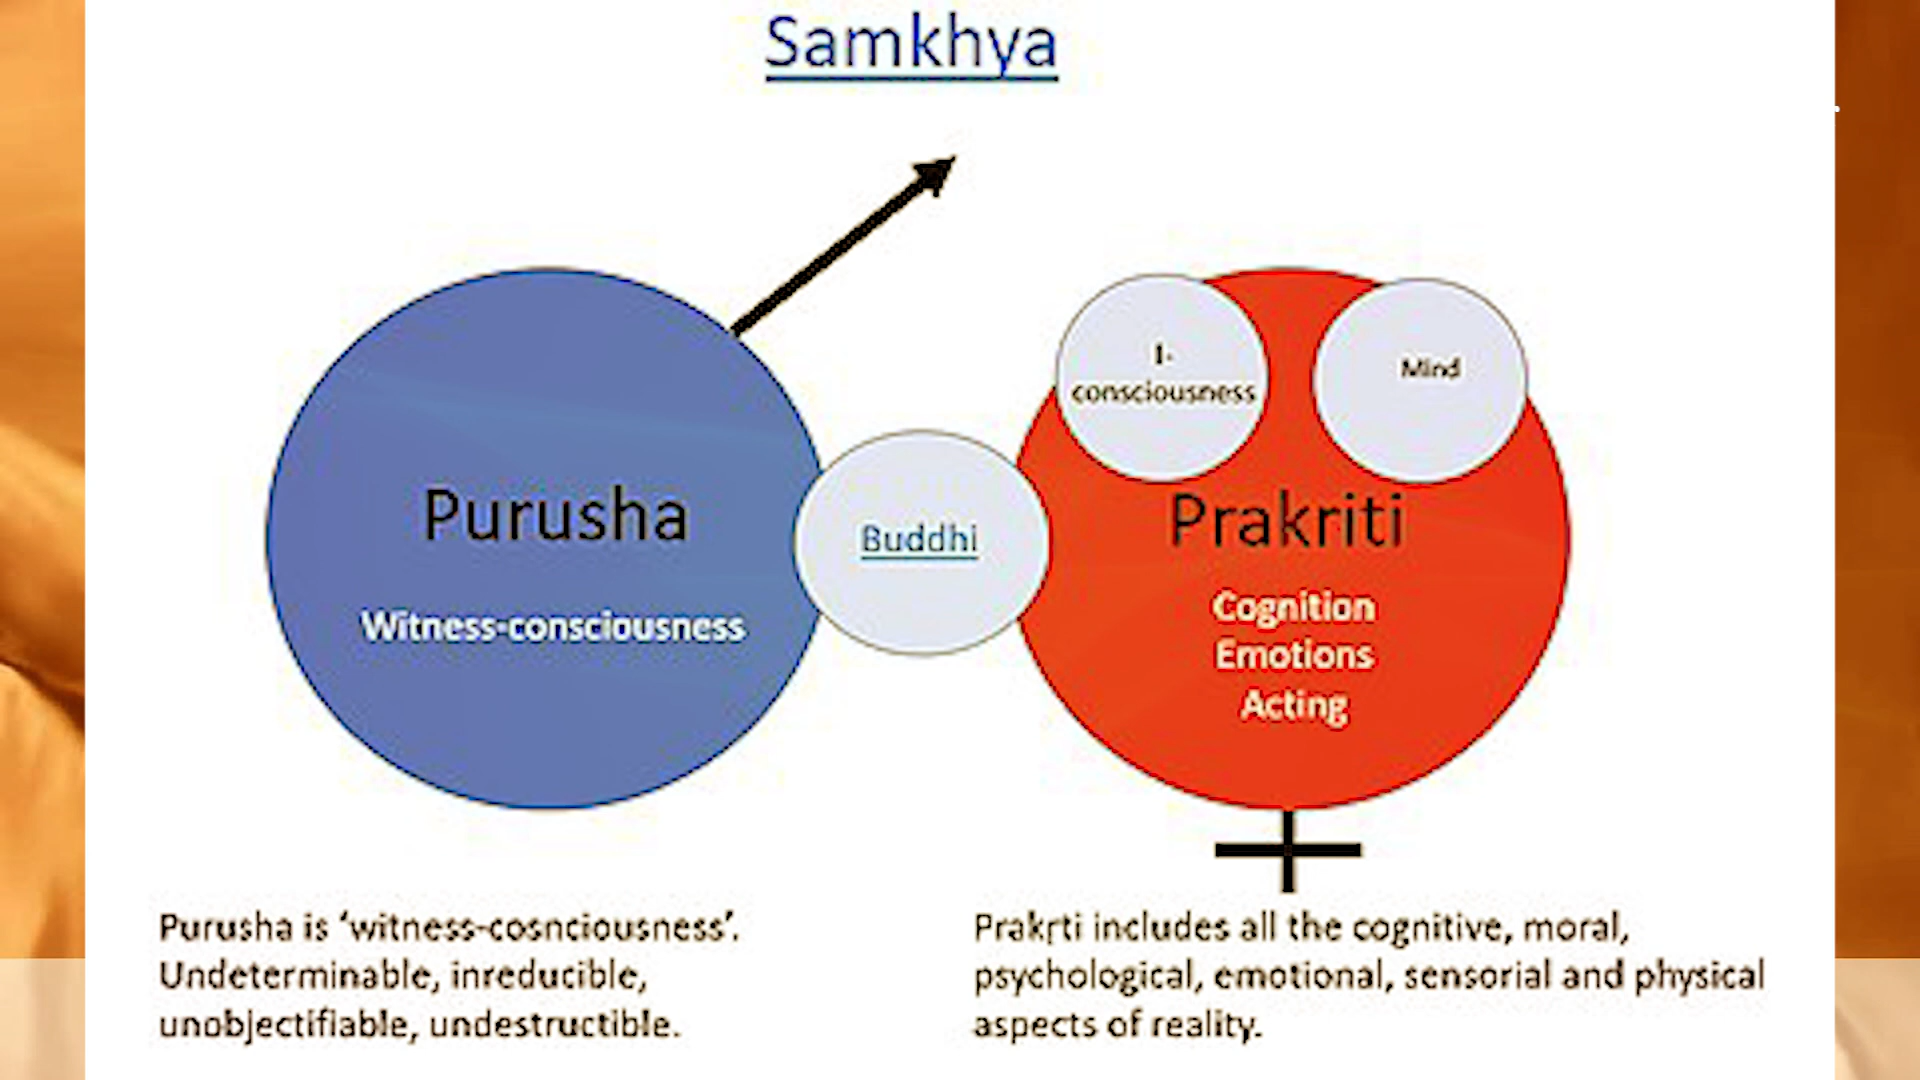 Samkhya
Purusha
Witness-consciousness
Buddhi
I-
consciousness
Mind
Prakriti
Cognition
Emotions
Acting
Purusha is ‘witness-cosnciousness’.
Undeterminable, inreducible,
unobjectifiable, undestructible.
Prakṛti includes all the cognitive, moral,
psychological, emotional, sensorial and physical
aspects of reality.